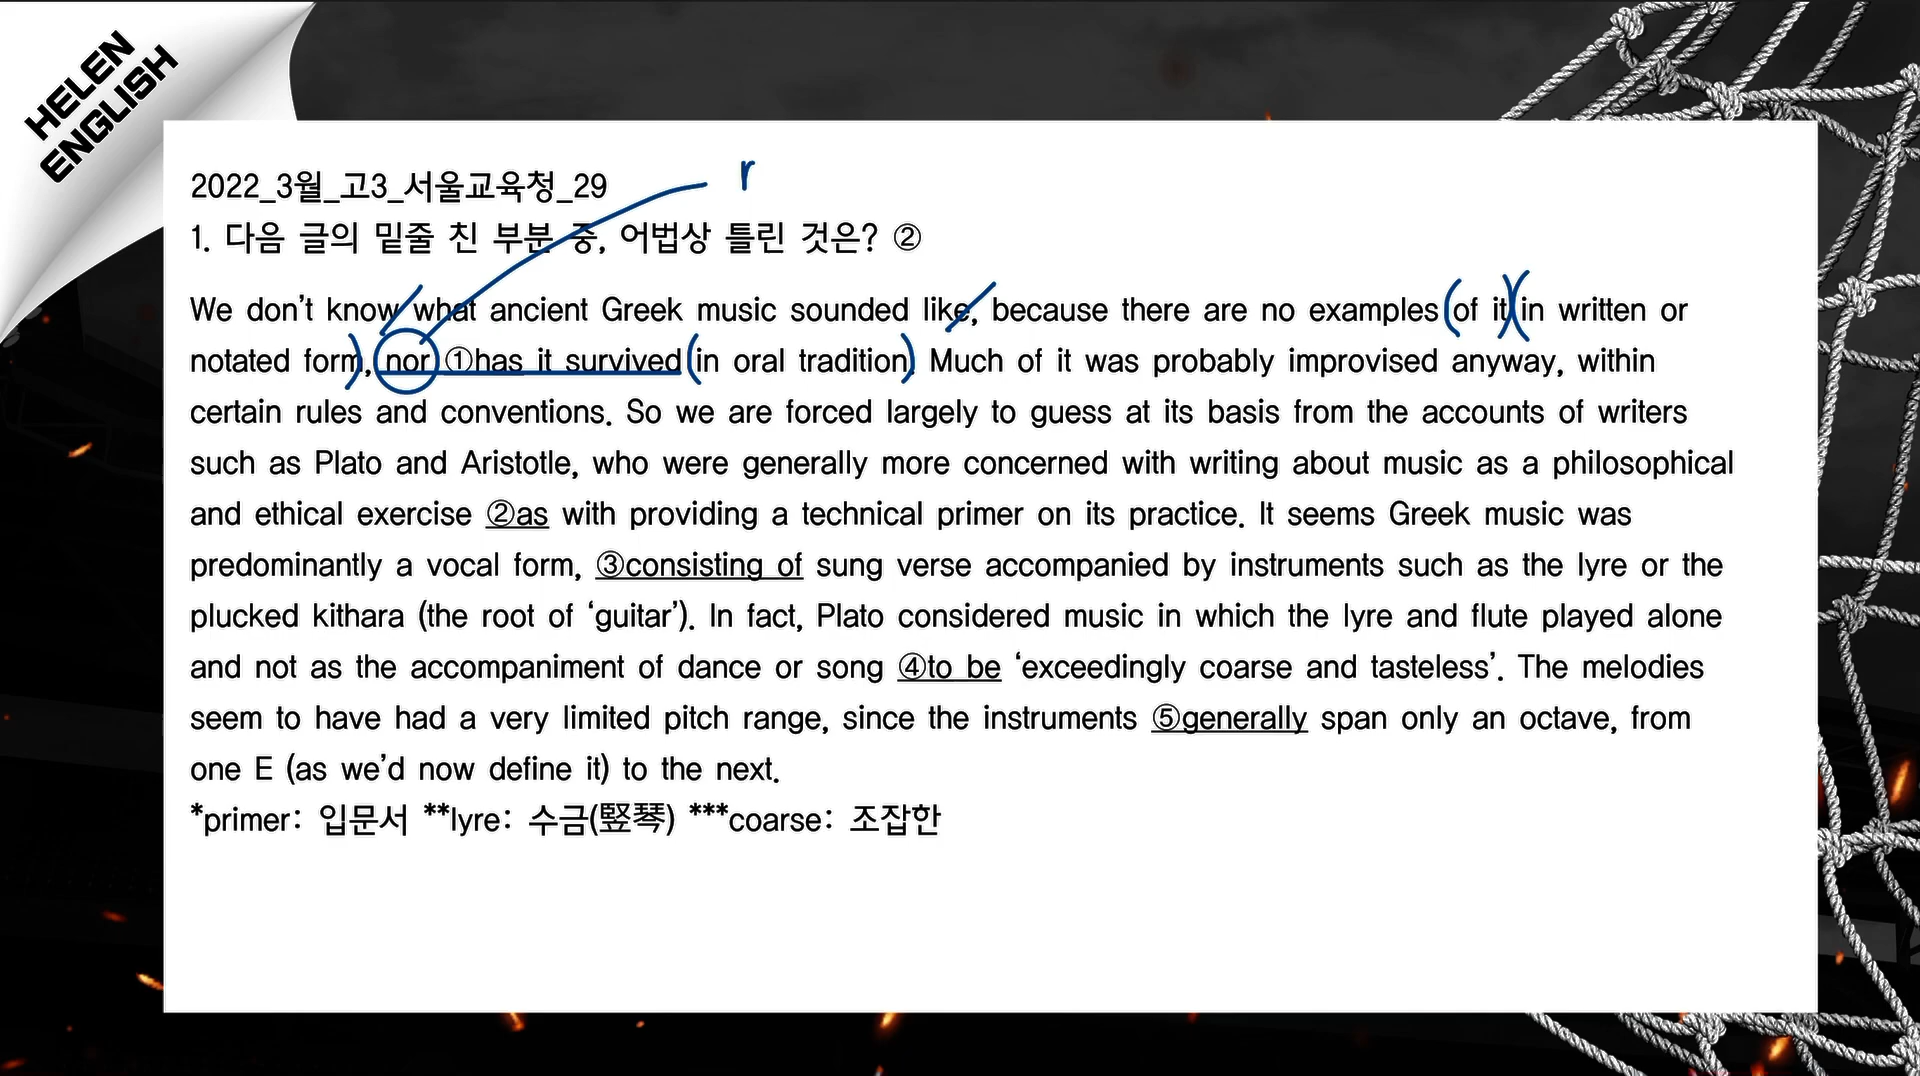 HELEN
ENGLISH
r
2022_3월_고3_서울교육청_29
1. 다음 글의 밑줄 친 부분 중, 어법상 틀린 것은? ②
We don't know what ancient Greek music sounded like, because there are no examples of it in written or
notated form, nor ①has it survived in oral tradition. Much of it was probably improvised anyway, within
certain rules and conventions. So we are forced largely to guess at its basis from the accounts of writers
such as Plato and Aristotle, who were generally more concerned with writing about music as a philosophical
and ethical exercise ②as with providing a technical primer on its practice. It seems Greek music was
predominantly a vocal form, ③consisting of sung verse accompanied by instruments such as the lyre or the
plucked kithara (the root of ‘guitar’). In fact, Plato considered music in which the lyre and flute played alone
and not as the accompaniment of dance or song ④to be ‘exceedingly coarse and tasteless’. The melodies
seem to have had a very limited pitch range, since the instruments ⑤generally span only an octave, from
one E (as we'd now define it) to the next.
*primer: 입문서 **lyre: 수금(竪琴) ***coarse: 조잡한